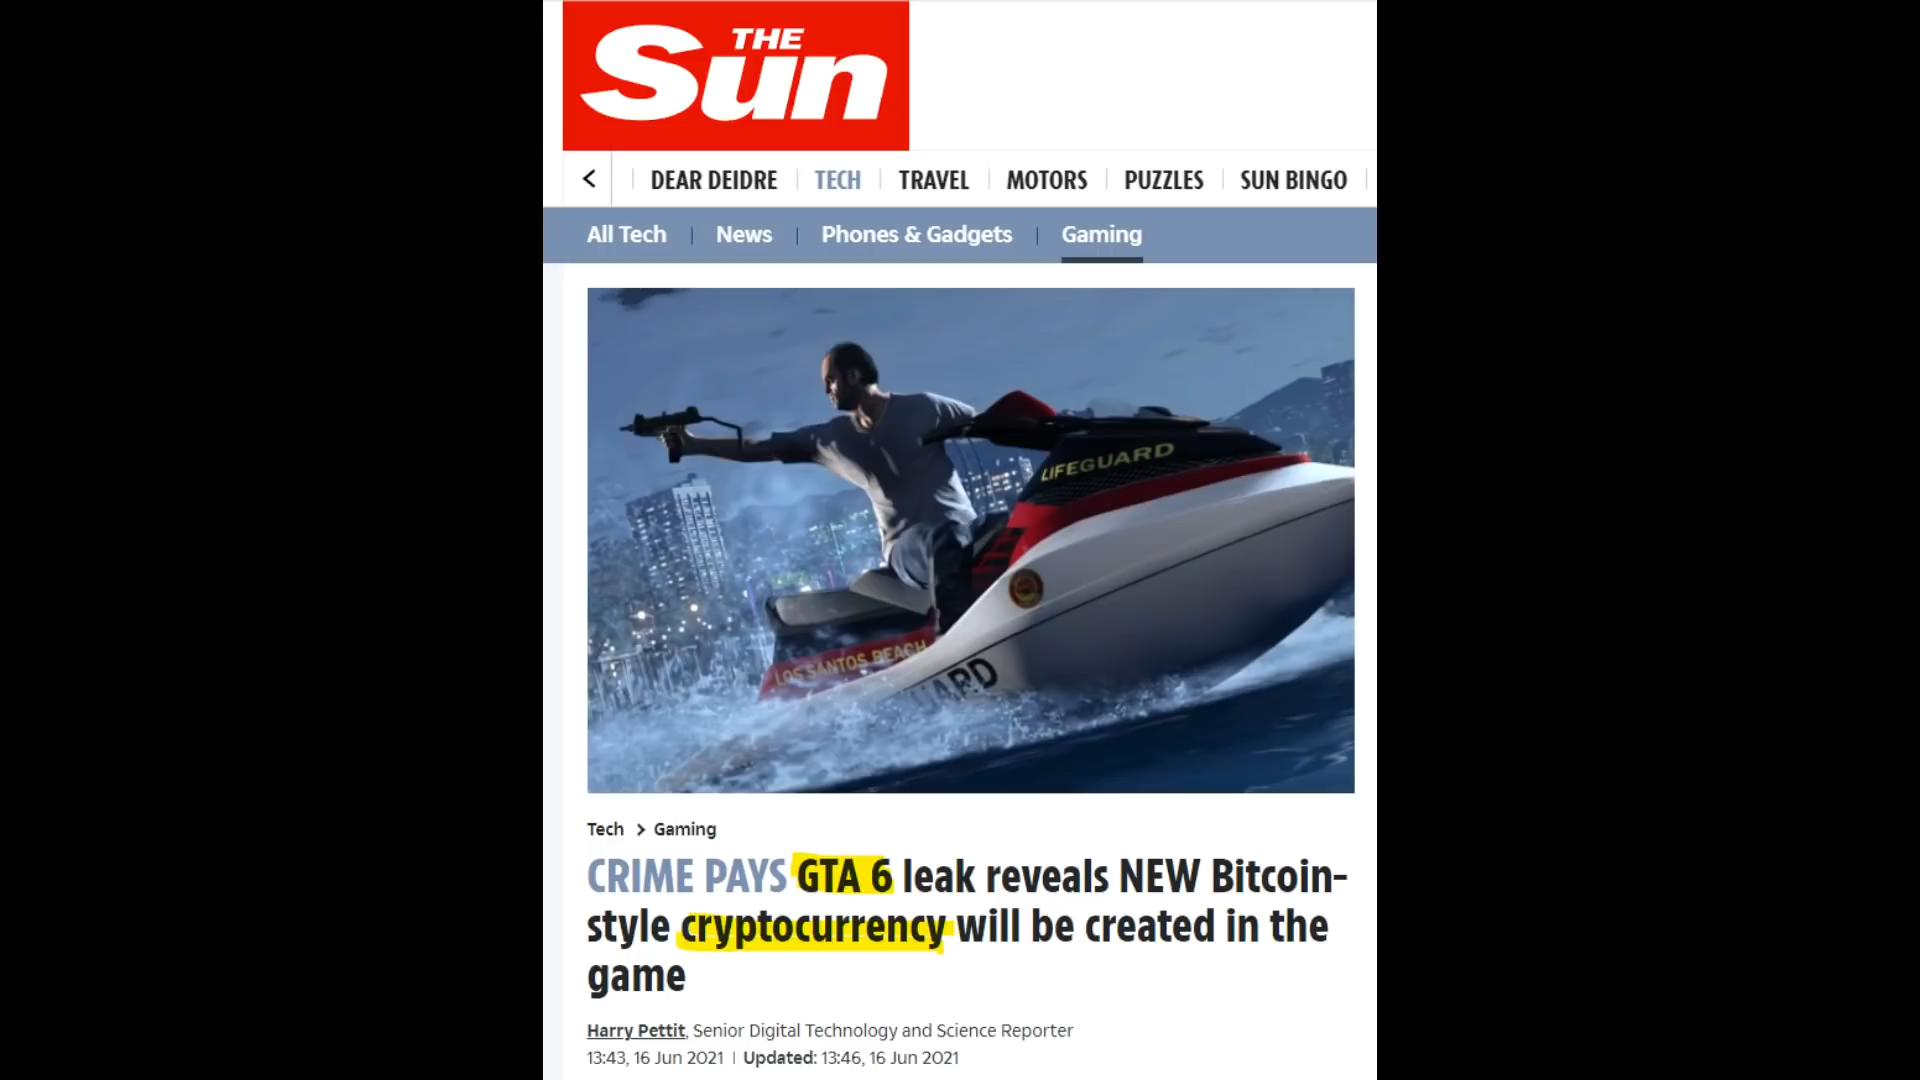 THE
Sun
DEAR DEIDRE TECH TRAVEL MOTORS PUZZLES SUN BINGO
All Tech News Phones & Gadgets Gaming
LIFEGUARD
LOS SANTOS BEACH
UARD
Tech > Gaming
CRIME PAYS GTA 6 leak reveals NEW Bitcoin-
style cryptocurrency will be created in the
game
Harry Pettit, Senior Digital Technology and Science Reporter
13:43, 16 Jun 2021 | Updated: 13:46, 16 Jun 2021